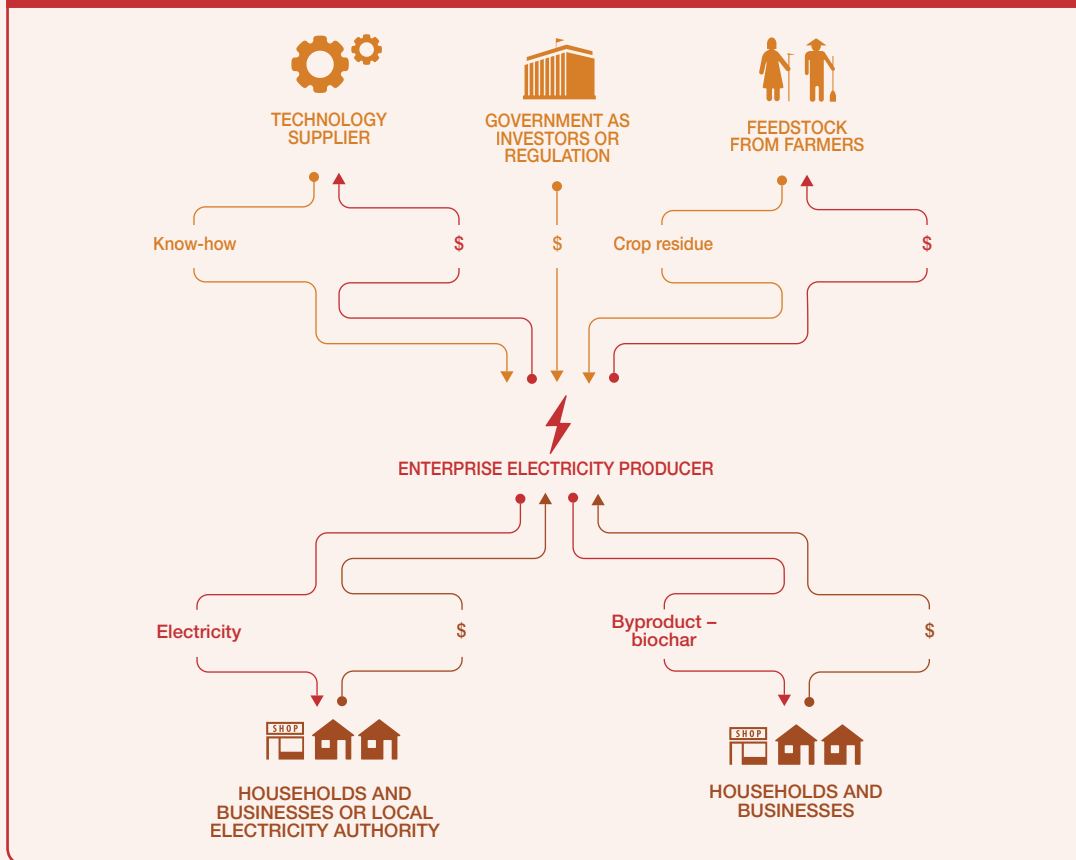 TECHNOLOGY
SUPPLIER
GOVERNMENT AS
INVESTORS OR
REGULATION
FEEDSTOCK
FROM FARMERS
Know-how
$
$
Crop residue
$
ENTERPRISE ELECTRICITY PRODUCER
Electricity
$
Byproduct –
biochar
$
SHOP
SHOP
HOUSEHOLDS AND
BUSINESSES OR LOCAL
ELECTRICITY AUTHORITY
HOUSEHOLDS AND
BUSINESSES